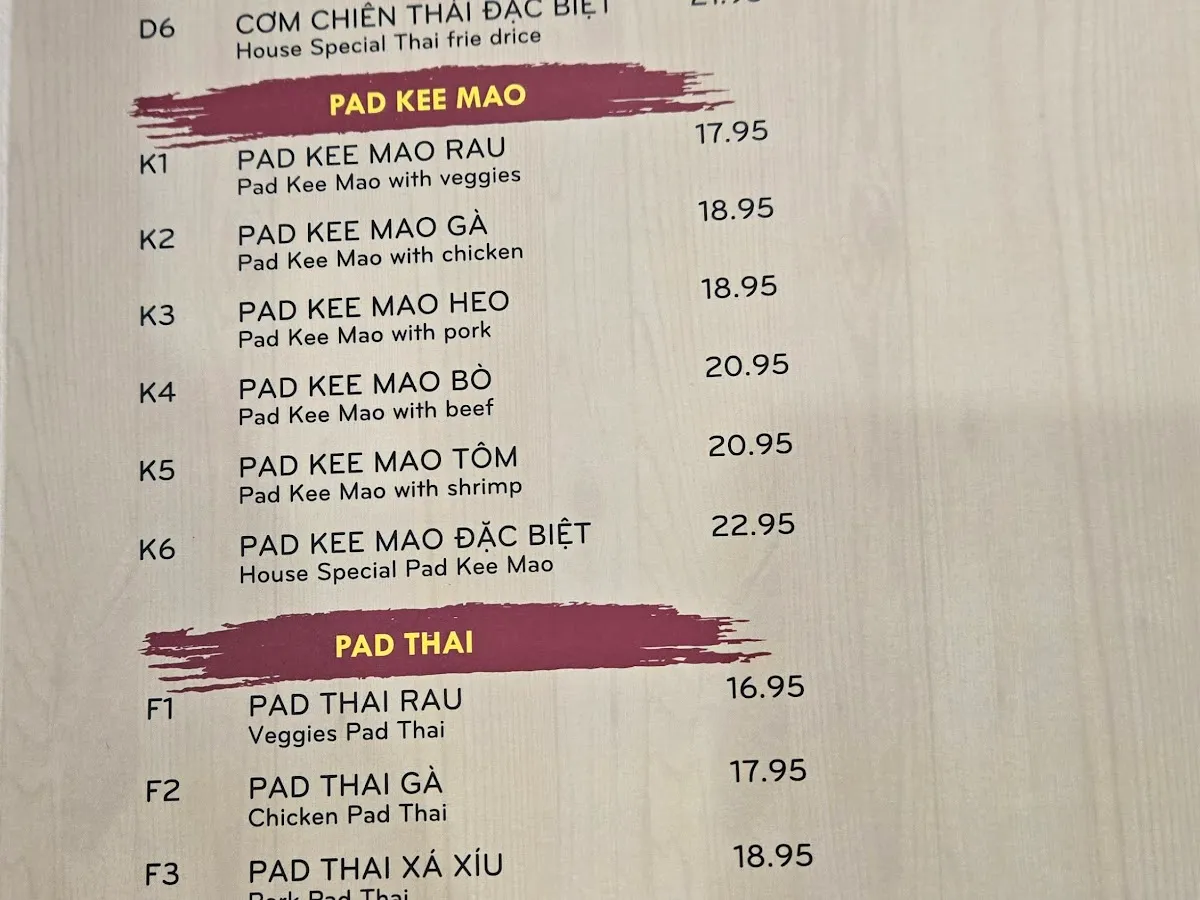 D6 CƠM CHIÊN THÁI ĐẶC BIỆT 21.95
House Special Thai frie drice
PAD KEE MAO
K1 PAD KEE MAO RAU 17.95
Pad Kee Mao with veggies
K2 PAD KEE MAO GÀ 18.95
Pad Kee Mao with chicken
K3 PAD KEE MAO HEO 18.95
Pad Kee Mao with pork
K4 PAD KEE MAO BÒ 20.95
Pad Kee Mao with beef
K5 PAD KEE MAO TÔM 20.95
Pad Kee Mao with shrimp
K6 PAD KEE MAO ĐẶC BIỆT 22.95
House Special Pad Kee Mao
PAD THAI
F1 PAD THAI RAU 16.95
Veggies Pad Thai
F2 PAD THAI GÀ 17.95
Chicken Pad Thai
F3 PAD THAI XÁ XÍU 18.95
Pork Pad Thai